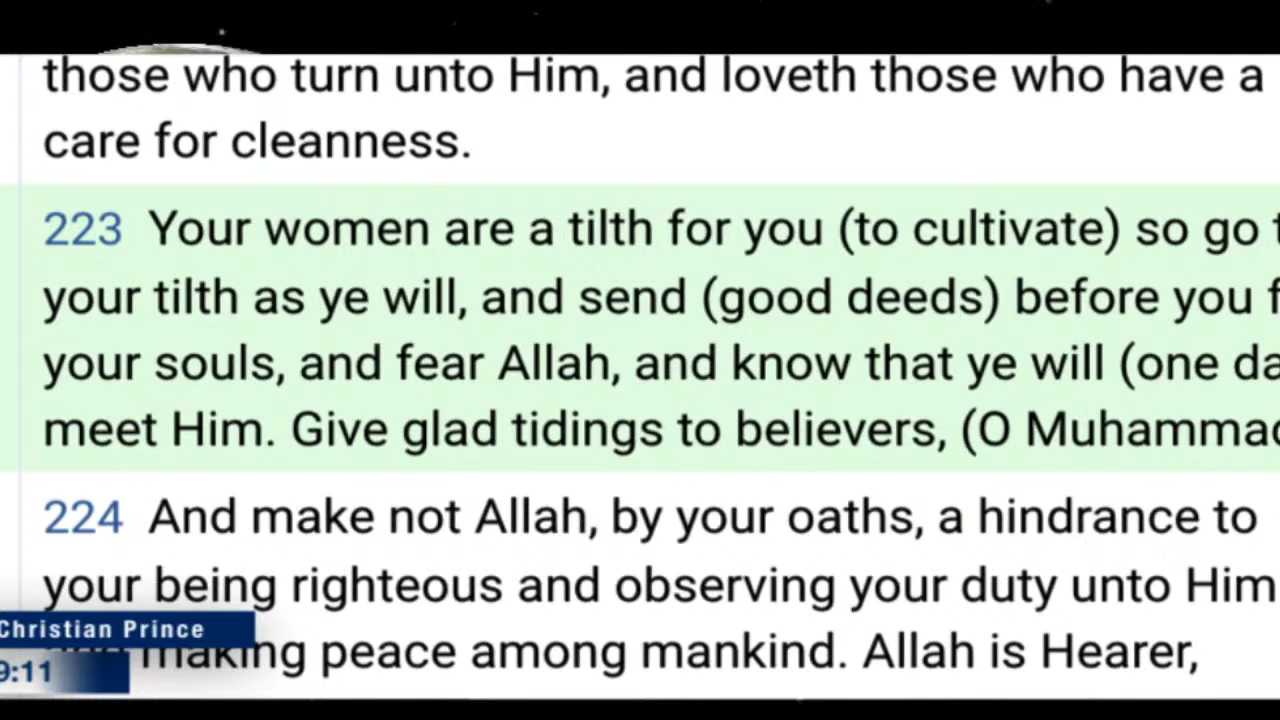 those who turn unto Him, and loveth those who have a
care for cleanness.
223 Your women are a tilth for you (to cultivate) so go
your tilth as ye will, and send (good deeds) before you
your souls, and fear Allah, and know that ye will (one
meet Him. Give glad tidings to believers, (O
224 And make not Allah, by your oaths, a hindrance to
your being righteous and observing your duty unto Him
making peace among mankind. Allah is Hearer,
Christian Prince
9:11